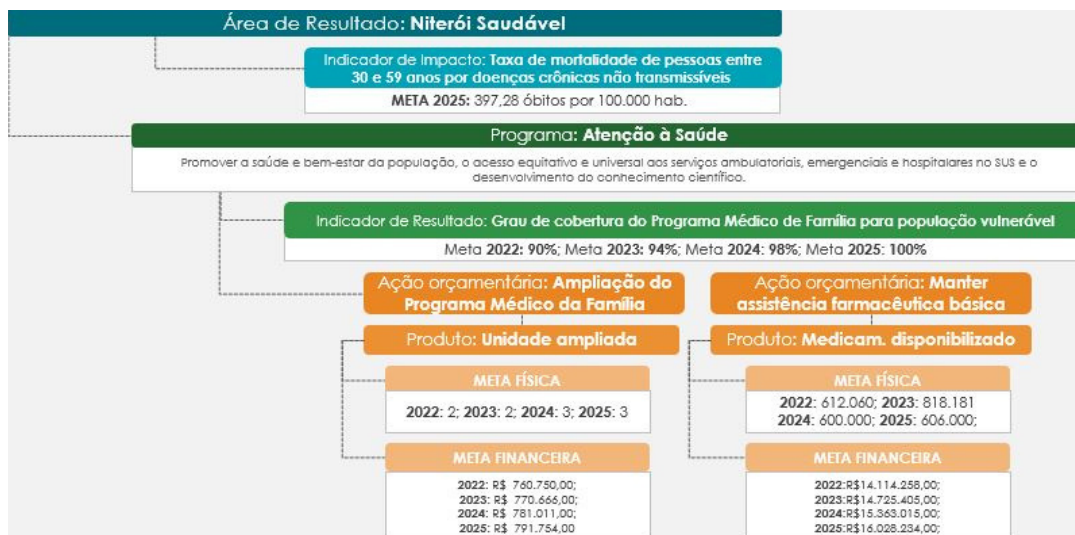 Área de Resultado: Niterói Saudável
Indicador de Impacto: Taxa de mortalidade de pessoas entre
30 e 59 anos por doenças crônicas não transmissíveis
META 2025: 397,28 óbitos por 100.000 hab.
Programa: Atenção à Saúde
Promover a saúde e bem-estar da população, o acesso equitativo e universal aos serviços ambulatoriais, emergenciais e hospitalares no SUS e o
desenvolvimento do conhecimento científico.
Indicador de Resultado: Grau de cobertura do Programa Médico de Família para população vulnerável
Meta 2022: 90%; Meta 2023: 94%; Meta 2024: 98%; Meta 2025: 100%
Ação orçamentária: Ampliação do
Programa Médico da Família
Produto: Unidade ampliada
META FÍSICA
2022: 2; 2023: 2; 2024: 3; 2025: 3
META FINANCEIRA
2022: R$ 760.750,00;
2023: R$ 770.666,00;
2024: R$ 781.011,00;
2025: R$ 791.754,00
Ação orçamentária: Manter
assistência farmacêutica básica
Produto: Medicam. disponibilizado
META FÍSICA
2022: 612.060; 2023: 818.181
2024: 600.000; 2025: 606.000;
META FINANCEIRA
2022:R$14.114.258,00;
2023:R$14.725.405,00;
2024:R$15.363.015,00;
2025:R$16.028.234,00;